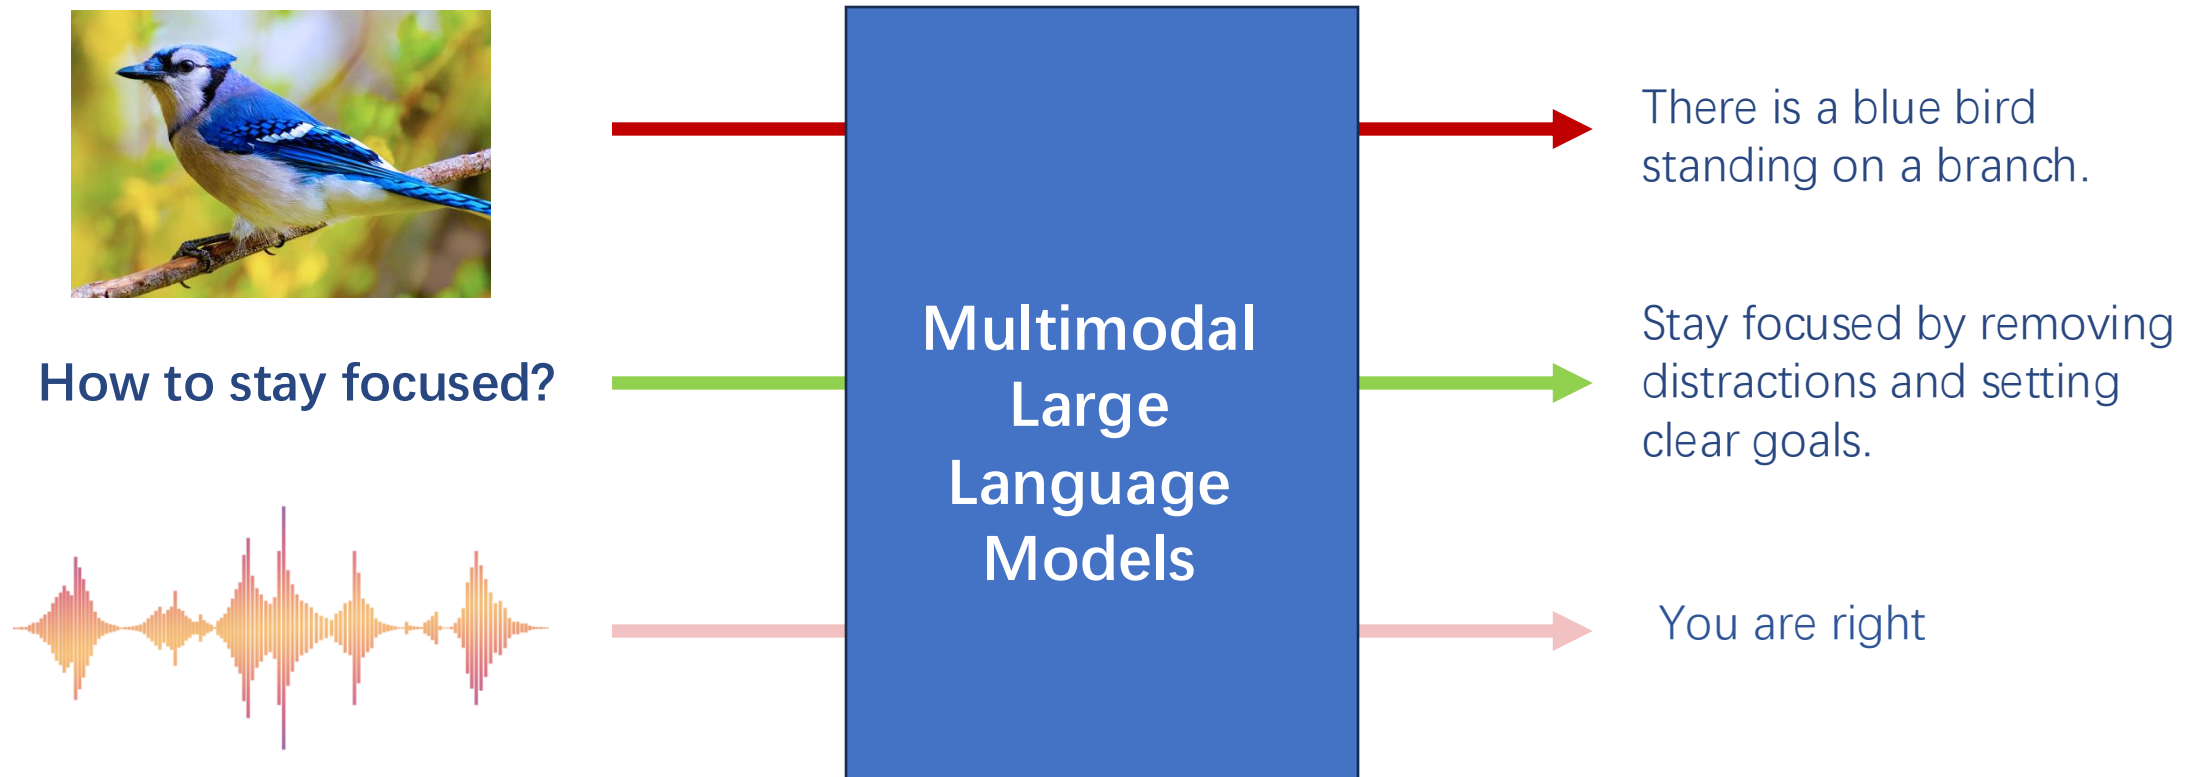 There is a blue bird
standing on a branch.
How to stay focused?
Multimodal
Large
Language
Models
Stay focused by removing
distractions and setting
clear goals.
You are right